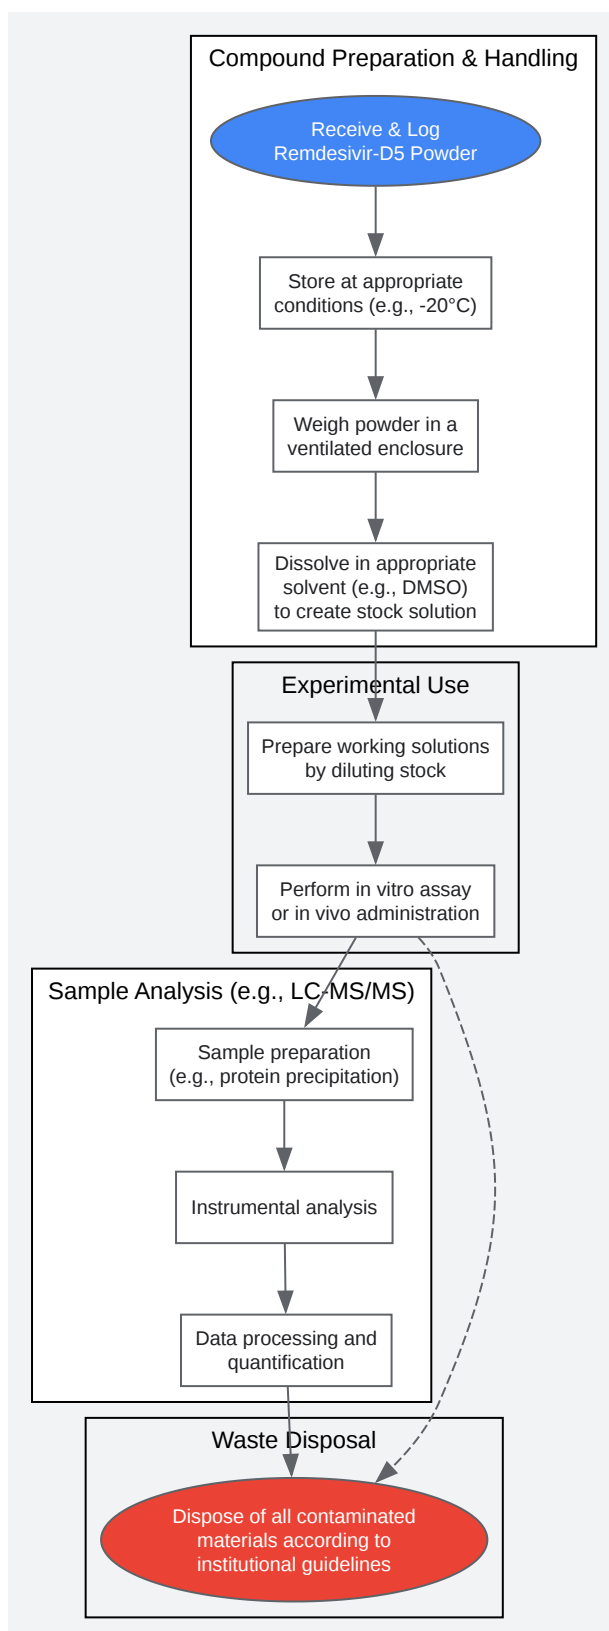 Compound Preparation & Handling
Receive & Log
Remdesivir-D5 Powder
Store at appropriate
conditions (e.g., -20°C)
Weigh powder in a
ventilated enclosure
Dissolve in appropriate
solvent (e.g., DMSO)
to create stock solution
Experimental Use
Prepare working solutions
by diluting stock
Perform in vitro assay
or in vivo administration
Sample Analysis (e.g., LC-MS/MS)
Sample preparation
(e.g., protein precipitation)
Instrumental analysis
Data processing and
quantification
Waste Disposal
Dispose of all contaminated
materials according to
institutional guidelines